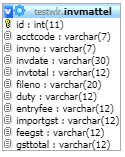 testwlr.invmattel
id : int(11)
acctcode : varchar(7)
invno : varchar(7)
invdate : varchar(30)
invtotal : varchar(12)
fileno : varchar(20)
duty : varchar(12)
entryfee : varchar(12)
importgst : varchar(12)
feegst : varchar(12)
gsttotal : varchar(12)